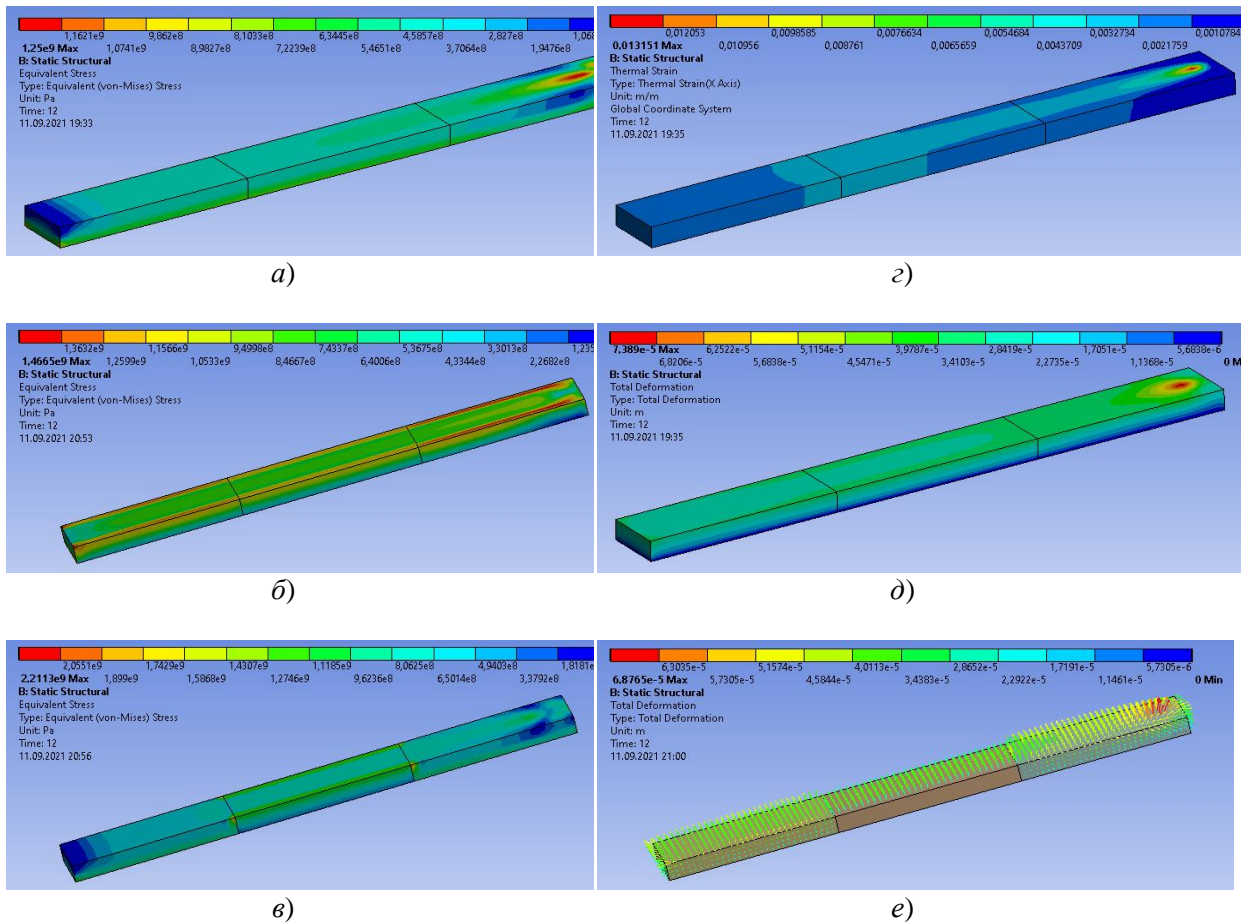 1,1621e9 9,862e8 8,1033e8 6,3445e8 4,5857e8 2,827e8 1,068
1,25e9 Max 1,0741e9 8,9827e8 7,2239e8 5,4651e8 3,7064e8 1,9476e8
B: Static Structural
Equivalent Stress
Type: Equivalent (von-Mises) Stress
Unit: Pa
Time: 12
11.09.2021 19:33
а)
0,012053 0,0098585 0,0076634 0,0054684 0,0032734 0,0010784
0,013151 Max 0,010956 0,008761 0,0065659 0,0043709 0,0021759
B: Static Structural
Thermal Strain
Type: Thermal Strain(X Axis)
Unit: m/m
Global Coordinate System
Time: 12
11.09.2021 19:35
г)
1,3632e9 1,1566e9 9,4998e8 7,4337e8 5,3675e8 3,3013e8 1,235
1,4665e9 Max 1,2599e9 1,0533e9 8,4667e8 6,4006e8 4,3344e8 2,2682e8
B: Static Structural
Equivalent Stress
Type: Equivalent (von-Mises) Stress
Unit: Pa
Time: 12
11.09.2021 20:53
б)
7,389e-5 Max 6,2522e-5 5,1154e-5 3,9787e-5 2,8419e-5 1,7051e-5 5,6838e-6
6,8206e-5 5,6838e-5 4,5471e-5 3,4103e-5 2,2735e-5 1,1368e-5 0 Mi
B: Static Structural
Total Deformation
Type: Total Deformation
Unit: m
Time: 12
11.09.2021 19:35
д)
2,0551e9 1,7429e9 1,4307e9 1,1185e9 8,0625e8 4,9403e8 1,8181e
2,2113e9 Max 1,899e9 1,5868e9 1,2746e9 9,6236e8 6,5014e8 3,3792e8
B: Static Structural
Equivalent Stress
Type: Equivalent (von-Mises) Stress
Unit: Pa
Time: 12
11.09.2021 20:56
в)
6,3035e-5 5,1574e-5 4,0113e-5 2,8652e-5 1,7191e-5 5,7305e-6
6,8765e-5 Max 5,7305e-5 4,5844e-5 3,4383e-5 2,2922e-5 1,1461e-5 0 Min
B: Static Structural
Total Deformation
Type: Total Deformation
Unit: m
Time: 12
11.09.2021 21:00
е)